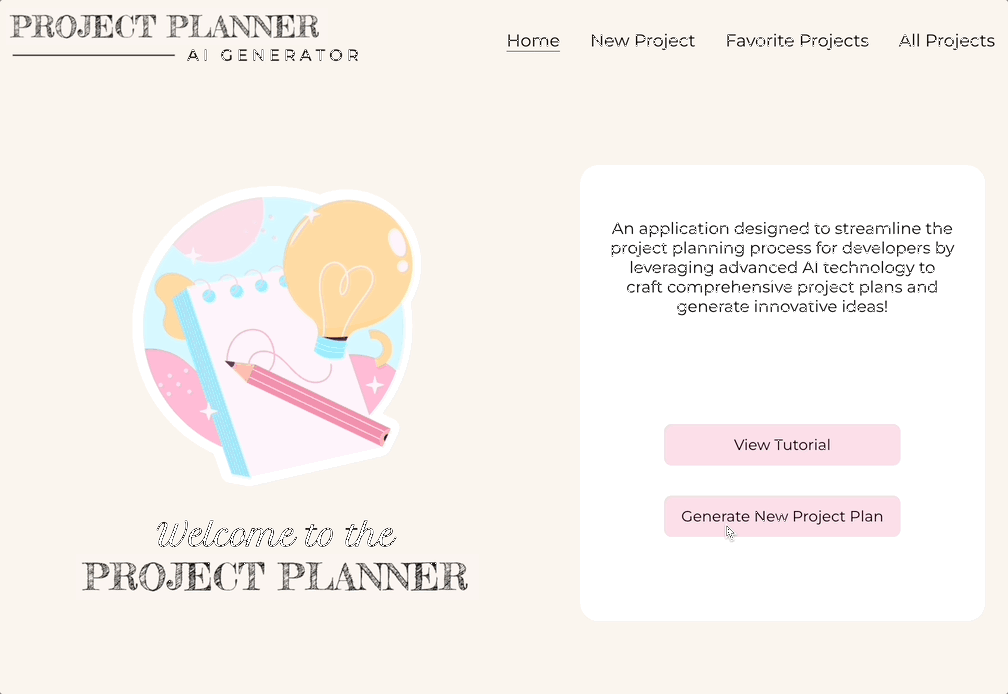 PROJECT PLANNER
AI GENERATOR
Home New Project Favorite Projects All Projects
An application designed to streamline the
project planning process for developers by
leveraging advanced AI technology to
craft comprehensive project plans and
generate innovative ideas!
View Tutorial
Generate New Project Plan
Welcome to the
PROJECT PLANNER